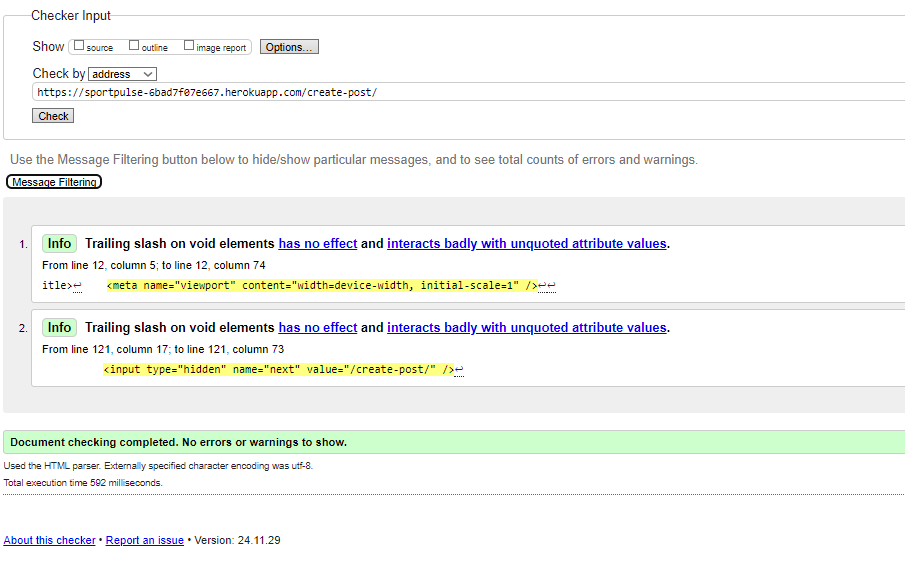 Checker Input
Show source outline image report Options...
Check by address
https://sportpulse-6bad7f07e667.herokuapp.com/create-post/
Check
Use the Message Filtering button below to hide/show particular messages, and to see total counts of errors and warnings.
Message Filtering
1. Info Trailing slash on void elements has no effect and interacts badly with unquoted attribute values.
From line 12, column 5; to line 12, column 74
itle>↩ <meta name="viewport" content="width=device-width, initial-scale=1" />↩↩
2. Info Trailing slash on void elements has no effect and interacts badly with unquoted attribute values.
From line 121, column 17; to line 121, column 73
<input type="hidden" name="next" value="/create-post/" />↩
Document checking completed. No errors or warnings to show.
Used the HTML parser. Externally specified character encoding was utf-8.
Total execution time 592 milliseconds.
About this checker • Report an issue • Version: 24.11.29